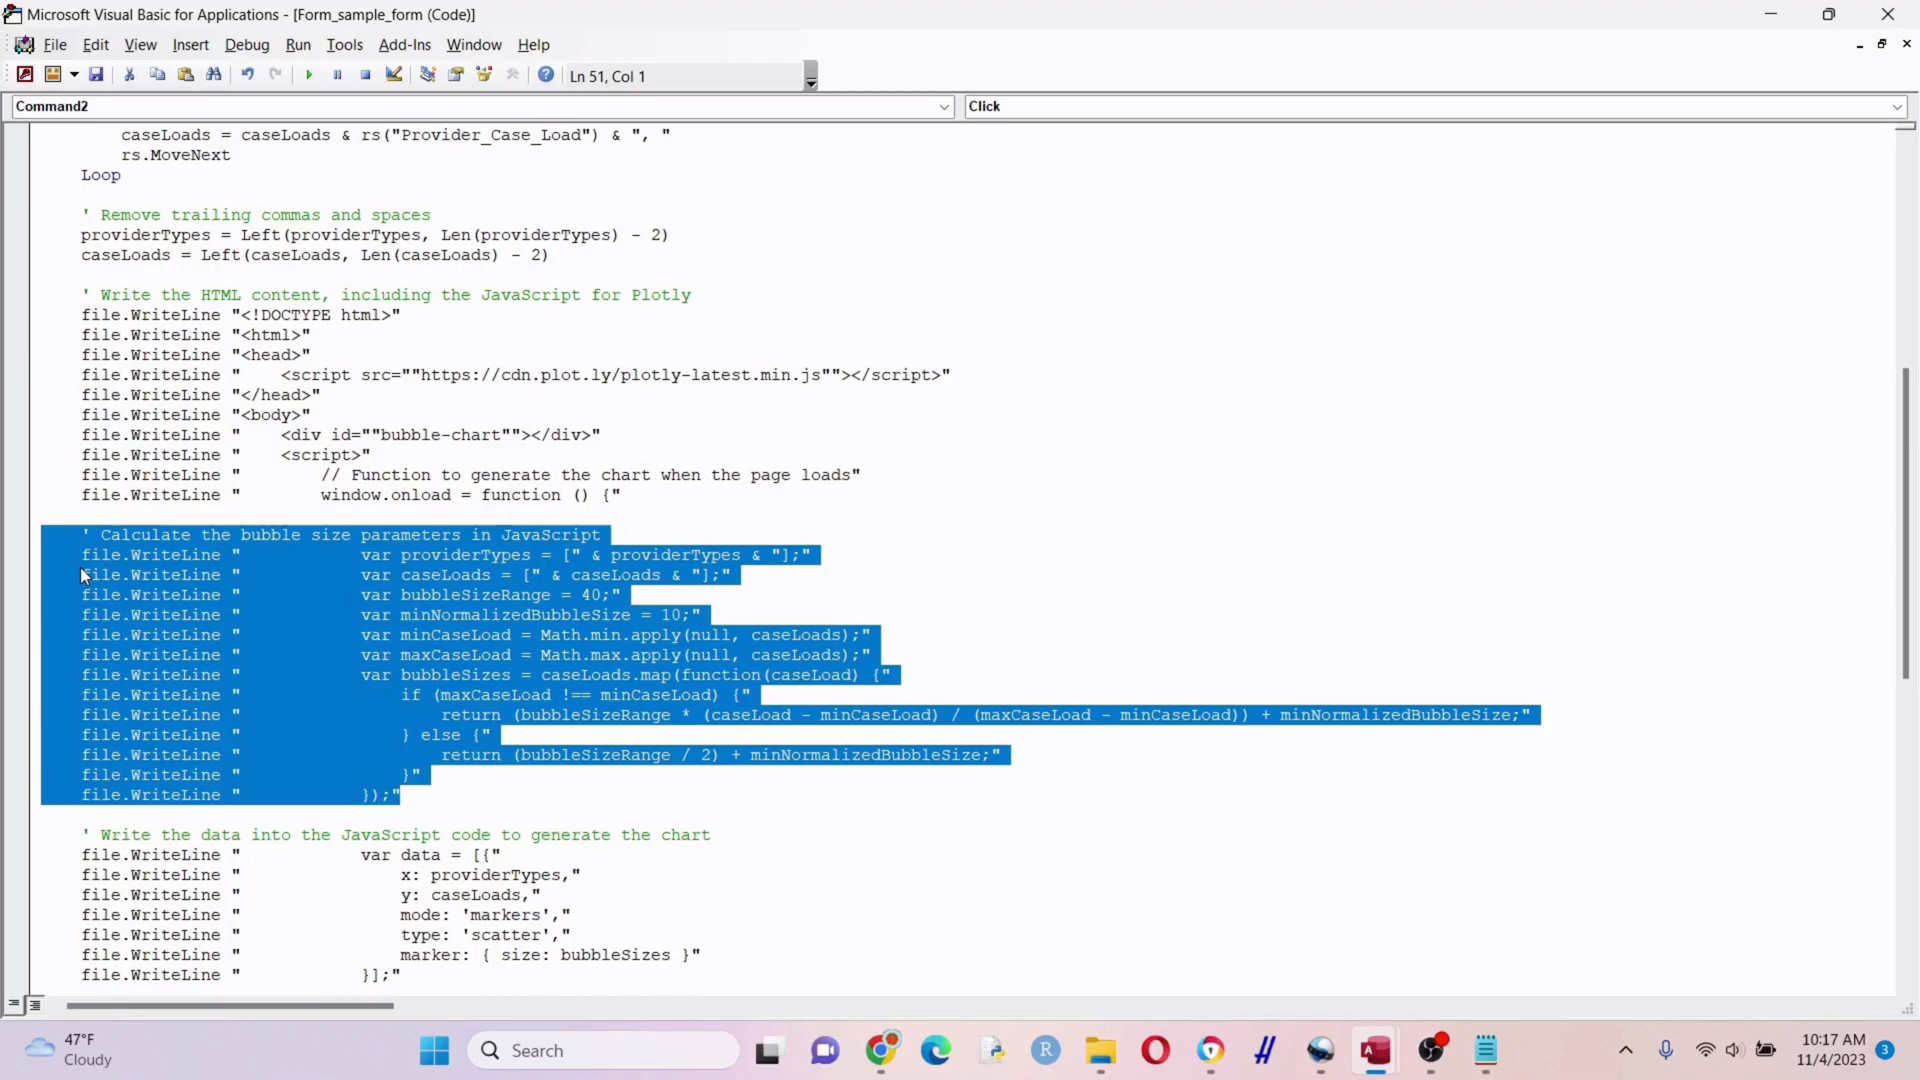 Microsoft Visual Basic for Applications - [Form_sample_form (Code)]
File Edit View Insert Debug Run Tools Add-Ins Window Help
Ln 51, Col 1
Command2 Click
caseLoads = caseLoads & rs("Provider_Case_Load") & ", "
rs.MoveNext
Loop
' Remove trailing commas and spaces
providerTypes = Left(providerTypes, Len(providerTypes) - 2)
caseLoads = Left(caseLoads, Len(caseLoads) - 2)
' Write the HTML content, including the JavaScript for Plotly
file.WriteLine "<!DOCTYPE html>"
file.WriteLine "<html>"
file.WriteLine "<head>"
file.WriteLine "    <script src=""https://cdn.plot.ly/plotly-latest.min.js""></script>"
file.WriteLine "</head>"
file.WriteLine "<body>"
file.WriteLine "    <div id=""bubble-chart""></div>"
file.WriteLine "    <script>"
file.WriteLine "        // Function to generate the chart when the page loads"
file.WriteLine "        window.onload = function () {"
' Calculate the bubble size parameters in JavaScript
file.WriteLine "            var providerTypes = [" & providerTypes & "];"
file.WriteLine "            var caseLoads = [" & caseLoads & "];"
file.WriteLine "            var bubbleSizeRange = 40;"
file.WriteLine "            var minNormalizedBubbleSize = 10;"
file.WriteLine "            var minCaseLoad = Math.min.apply(null, caseLoads);"
file.WriteLine "            var maxCaseLoad = Math.max.apply(null, caseLoads);"
file.WriteLine "            var bubbleSizes = caseLoads.map(function(caseLoad) {"
file.WriteLine "                if (maxCaseLoad !== minCaseLoad) {"
file.WriteLine "                    return (bubbleSizeRange * (caseLoad - minCaseLoad) / (maxCaseLoad - minCaseLoad)) + minNormalizedBubbleSize;"
file.WriteLine "                } else {"
file.WriteLine "                    return (bubbleSizeRange / 2) + minNormalizedBubbleSize;"
file.WriteLine "                }"
file.WriteLine "            });"
' Write the data into the JavaScript code to generate the chart
file.WriteLine "            var data = [{"
file.WriteLine "                x: providerTypes,"
file.WriteLine "                y: caseLoads,"
file.WriteLine "                mode: 'markers',"
file.WriteLine "                type: 'scatter',"
file.WriteLine "                marker: { size: bubbleSizes }"
file.WriteLine "            }];"
47°F
Cloudy
Search
10:17 AM
11/4/2023
3